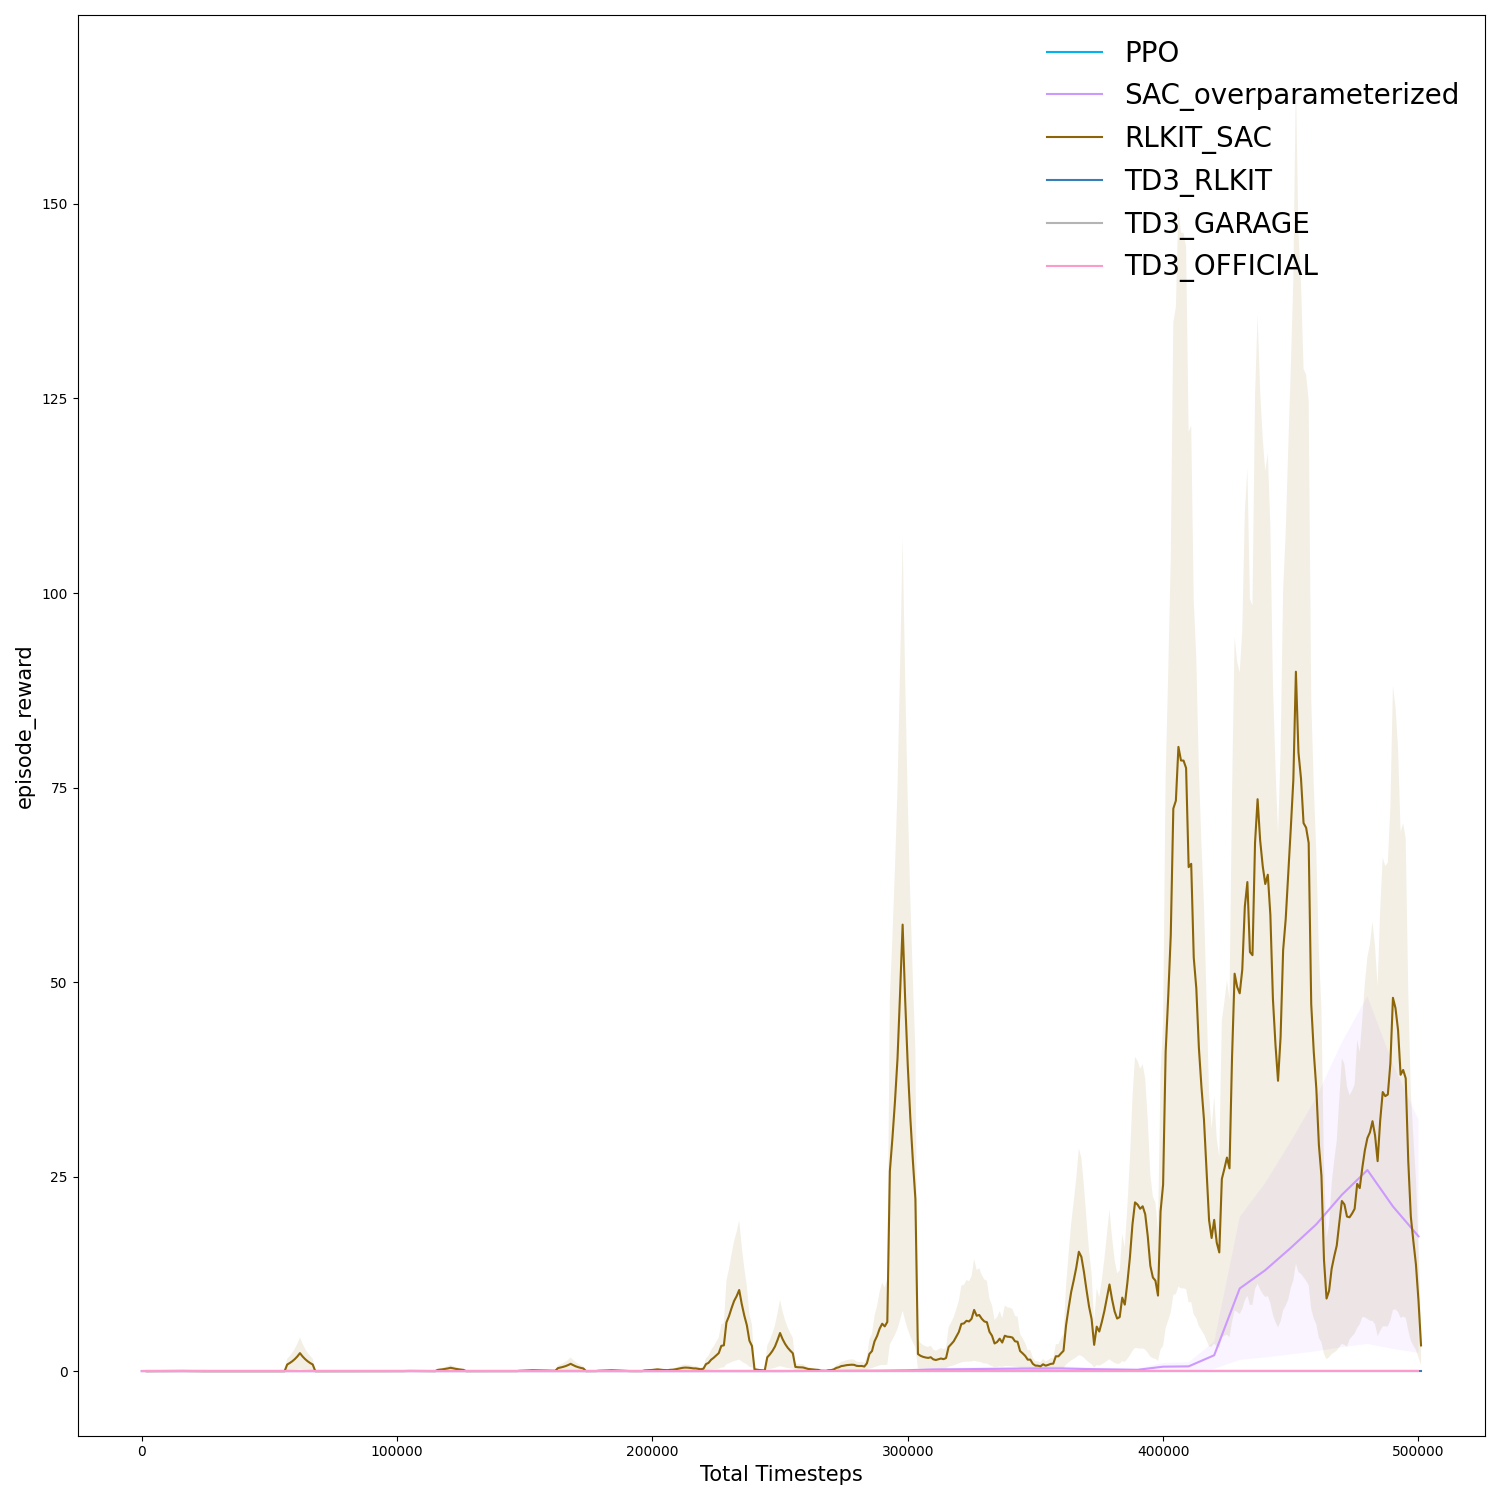 PPO
SAC_overparameterized
RLKIT_SAC
TD3_RLKIT
TD3_GARAGE
TD3_OFFICIAL
150
125
100
75
50
25
0
episode_reward
0 100000 200000 300000 400000 500000
Total Timesteps